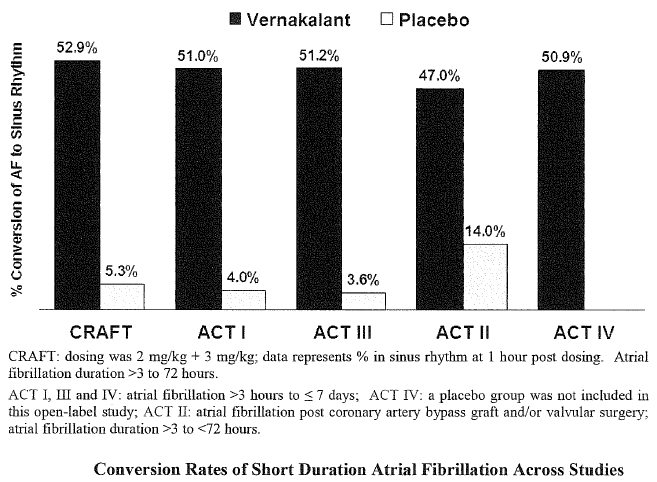 Vernakalant Placebo
% Conversion of AF to Sinus Rhythm
52.9% 51.0% 51.2% 47.0% 50.9%
5.3% 4.0% 3.6% 14.0%
CRAFT ACT I ACT III ACT II ACT IV
CRAFT: dosing was 2 mg/kg + 3 mg/kg; data represents % in sinus rhythm at 1 hour post dosing. Atrial
fibrillation duration >3 to 72 hours.
ACT I, III and IV: atrial fibrillation >3 hours to ≤ 7 days; ACT IV: a placebo group was not included in
this open-label study; ACT II: atrial fibrillation post coronary artery bypass graft and/or valvular surgery;
atrial fibrillation duration >3 to <72 hours.
Conversion Rates of Short Duration Atrial Fibrillation Across Studies